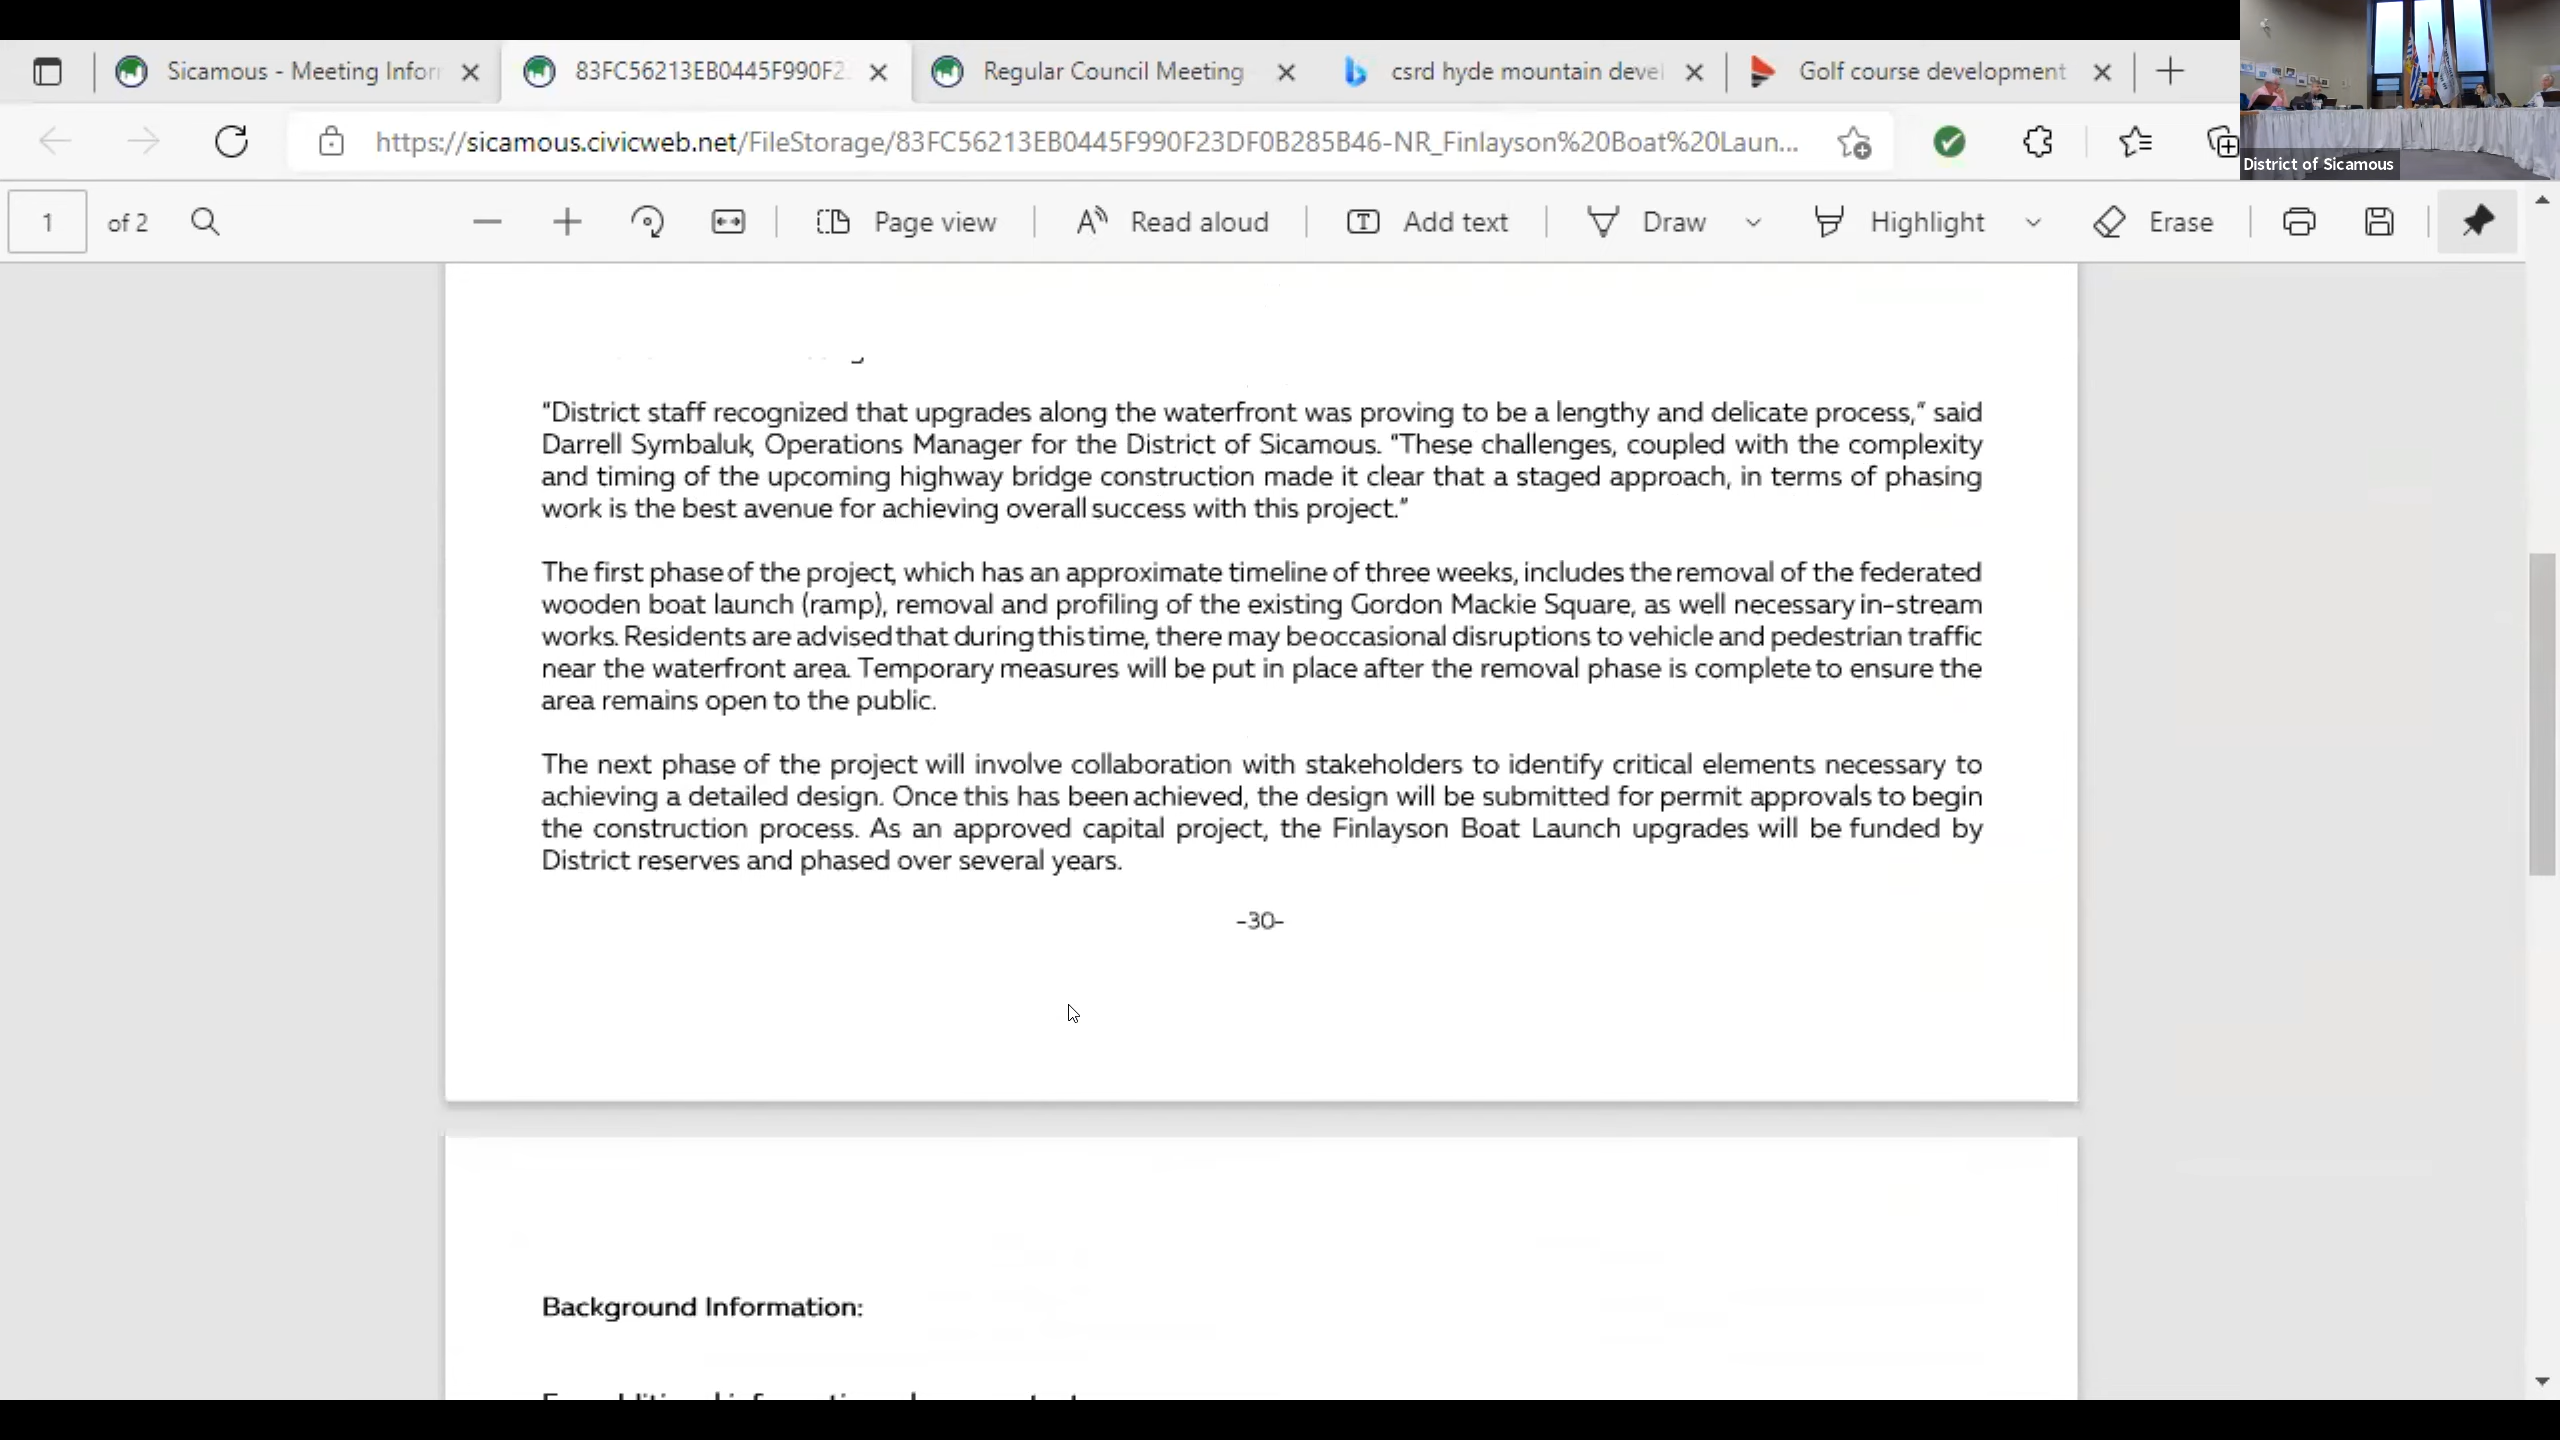 Sicamous - Meeting Infor
83FC56213EB0445F990F2
Regular Council Meeting
csrd hyde mountain devel
Golf course development
https://sicamous.civicweb.net/FileStorage/83FC56213EB0445F990F23DF0B285B46-NR_Finlayson%20Boat%20Laun...
District of Sicamous
1 of 2
Page view
Read aloud
Add text
Draw
Highlight
Erase
“District staff recognized that upgrades along the waterfront was proving to be a lengthy and delicate process,” said
Darrell Symbaluk, Operations Manager for the District of Sicamous. “These challenges, coupled with the complexity
and timing of the upcoming highway bridge construction made it clear that a staged approach, in terms of phasing
work is the best avenue for achieving overall success with this project.”
The first phase of the project, which has an approximate timeline of three weeks, includes the removal of the federated
wooden boat launch (ramp), removal and profiling of the existing Gordon Mackie Square, as well necessary in-stream
works. Residents are advised that during this time, there may be occasional disruptions to vehicle and pedestrian traffic
near the waterfront area. Temporary measures will be put in place after the removal phase is complete to ensure the
area remains open to the public.
The next phase of the project will involve collaboration with stakeholders to identify critical elements necessary to
achieving a detailed design. Once this has been achieved, the design will be submitted for permit approvals to begin
the construction process. As an approved capital project, the Finlayson Boat Launch upgrades will be funded by
District reserves and phased over several years.
-30-
Background Information: